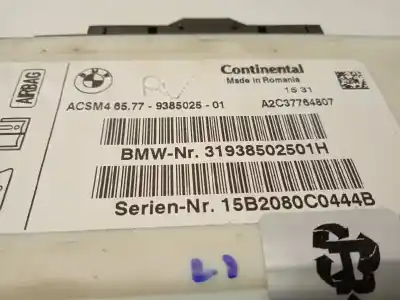 AIRBAG
BMW
Continental
Made in Romania
15 31
ACSM4 65.77 - 9385025 - 01
A2C37764807
BMW-Nr. 31938502501H
Serien-Nr. 15B2080C0444B